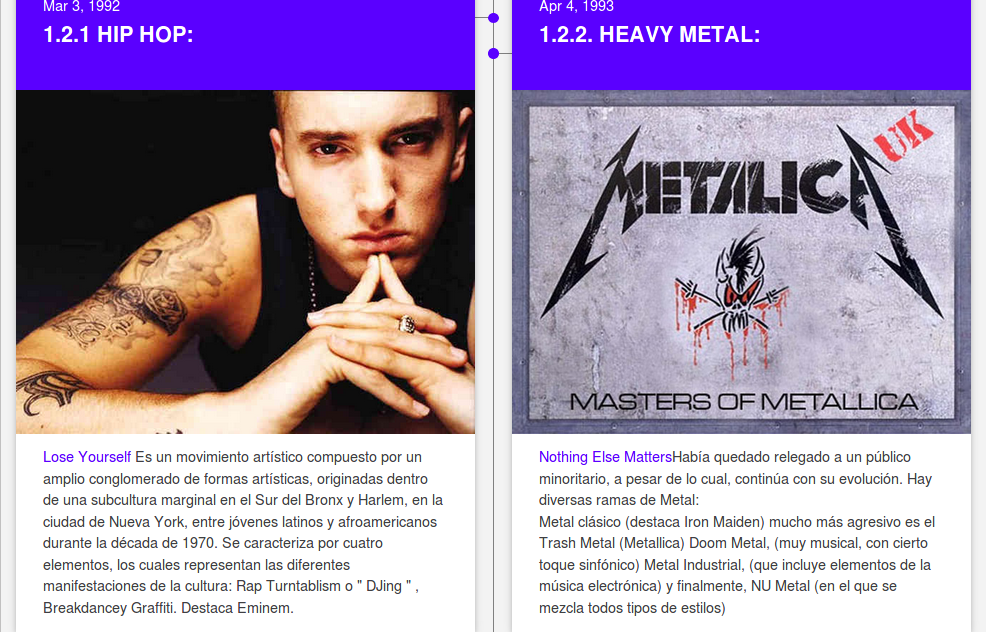 Mar 3, 1992
1.2.1 HIP HOP:
Lose Yourself Es un movimiento artístico compuesto por un
amplio conglomerado de formas artísticas, originadas dentro
de una subcultura marginal en el Sur del Bronx y Harlem, en la
ciudad de Nueva York, entre jóvenes latinos y afroamericanos
durante la década de 1970. Se caracteriza por cuatro
elementos, los cuales representan las diferentes
manifestaciones de la cultura: Rap Turntablism o " DJing " ,
Breakdancey Graffiti. Destaca Eminem.
Apr 4, 1993
1.2.2. HEAVY METAL:
METALICA
UK
MASTERS OF METALLICA
Nothing Else MattersHabía quedado relegado a un público
minoritario, a pesar de lo cual, continúa con su evolución. Hay
diversas ramas de Metal:
Metal clásico (destaca Iron Maiden) mucho más agresivo es el
Trash Metal (Metallica) Doom Metal, (muy musical, con cierto
toque sinfónico) Metal Industrial, (que incluye elementos de la
música electrónica) y finalmente, NU Metal (en el que se
mezcla todos tipos de estilos)